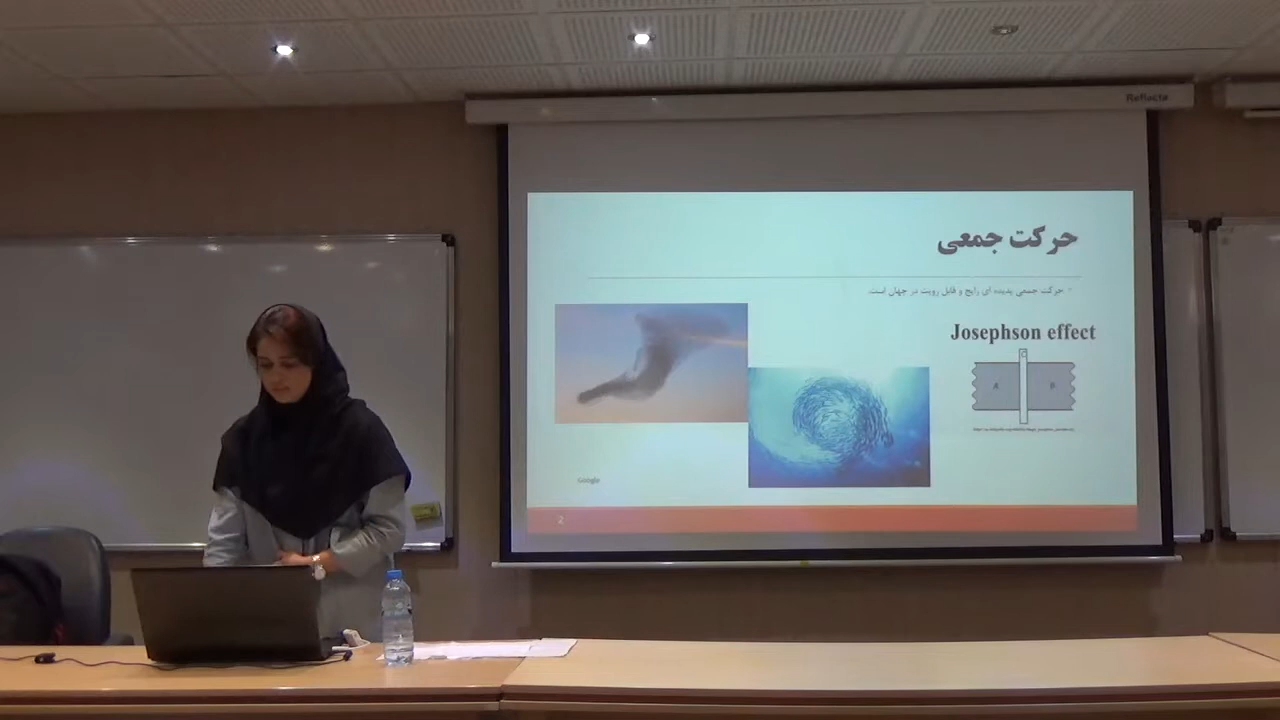 Reflecta
حرکت جمعی
حرکت جمعی پدیده ای رایج و قابل رویت در جهان است.
Josephson effect
A
B
C
Google
2